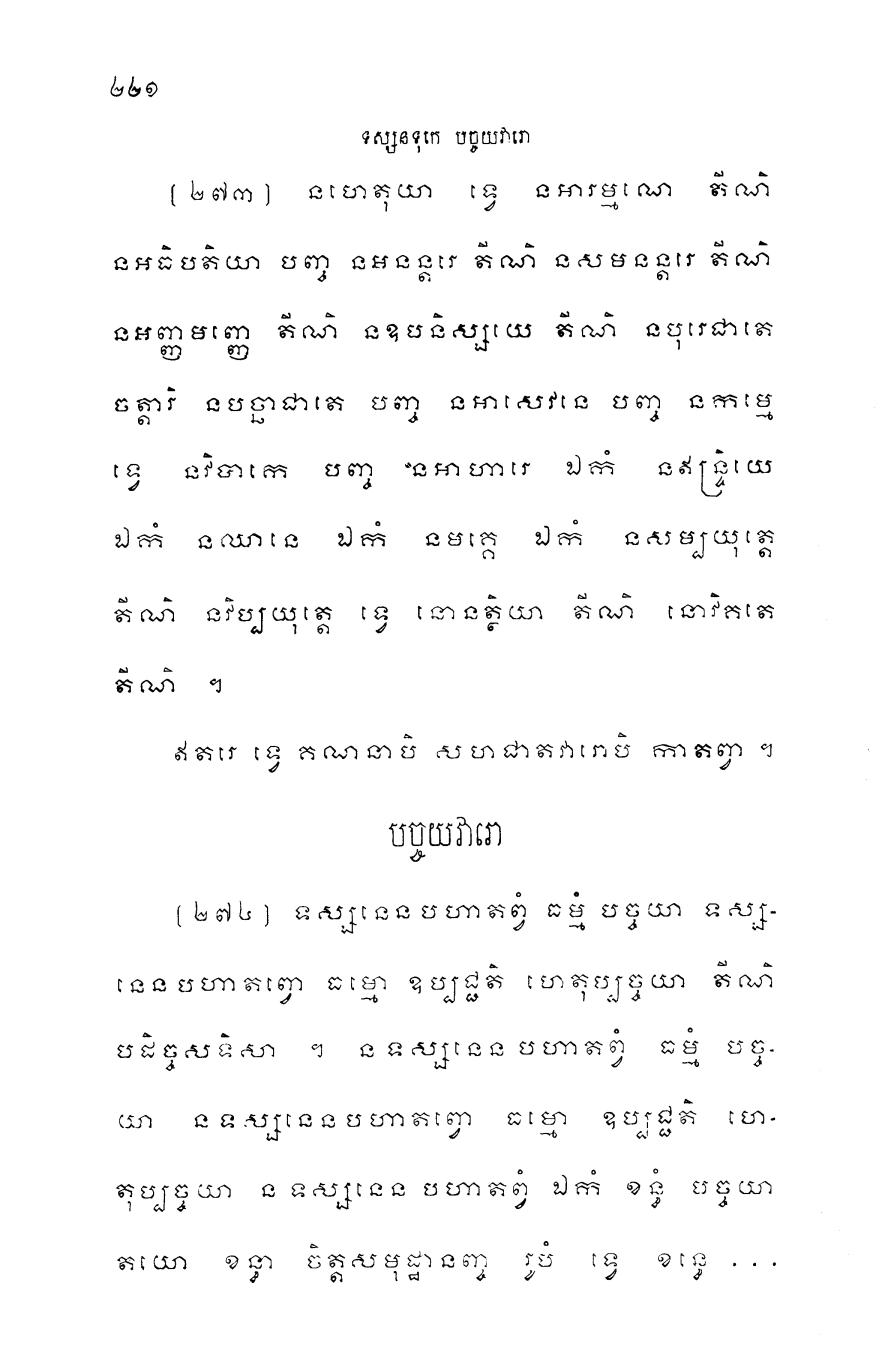 ២២១
ទស្សនទុកេ បច្ចយវារោ
[២៧៣] នហេតុយា ទ្វេ នអារម្មណេ តីណិ
នអធិបតិយា បញ្ច នអនន្តរេ តីណិ នសមនន្តរេ តីណិ
នអញ្ញមញ្ញេ តីណិ នឧបនិស្សយេ តីណិ នបុរេជាតេ
ចត្តារិ នបច្ឆាជាតេ បញ្ច នអាសេវនេ បញ្ច នកម្មេ
ទ្វេ នវិបាកេ បញ្ច នអាហារេ ឯកំ នឥន្ទ្រិយេ
ឯកំ នឈានេ ឯកំ នមគ្គេ ឯកំ នសម្បយុត្តេ
តីណិ នវិប្បយុត្តេ ទ្វេ នោនត្ថិយា តីណិ នោវិគតេ
តីណិ ។
ឥតរេ ទ្វេ គណនាបិ សហជាតវារោបិ កាតព្វា ។
បច្ចយវារោ
[២៧៤] ទស្សនេនបហាតព្វំ ធម្មំ បច្ចយា ទស្ស-
នេនបហាតព្វោ ធម្មោ ឧប្បជ្ជតិ ហេតុប្បច្ចយា តីណិ
បដិច្ចសទិសា ។ នទស្សនេនបហាតព្វំ ធម្មំ បច្ច-
យា នទស្សនេនបហាតព្វោ ធម្មោ ឧប្បជ្ជតិ ហេ-
តុប្បច្ចយា នទស្សនេនបហាតព្វំ ឯកំ ខន្ធំ បច្ចយា
តយោ ខន្ធា ចិត្តសមុដ្ឋានញ្ច រូបំ ទ្វេ ខន្ធេ ...